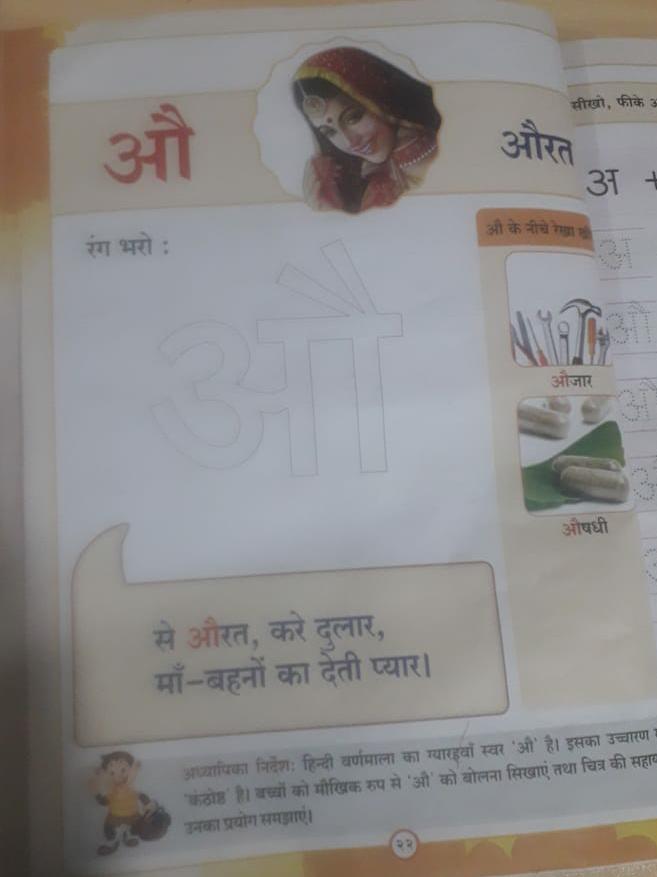 औ
औरत
रंग भरो :
औ
औ के नीचे रेखा
औजार
औषधी
से औरत, करे दुलार,
माँ-बहनों का देती प्यार।
अध्यापिका निर्देश: हिन्दी वर्णमाला का ग्यारहवाँ स्वर 'औ' है। इसका उच्चारण
'कंठोष्ठ' है। बच्चों को मौखिक रुप से 'औ' को बोलना सिखाएं तथा चित्र की
उनका प्रयोग समझाएं।
२२
सीखो, फीके
अ +
अ